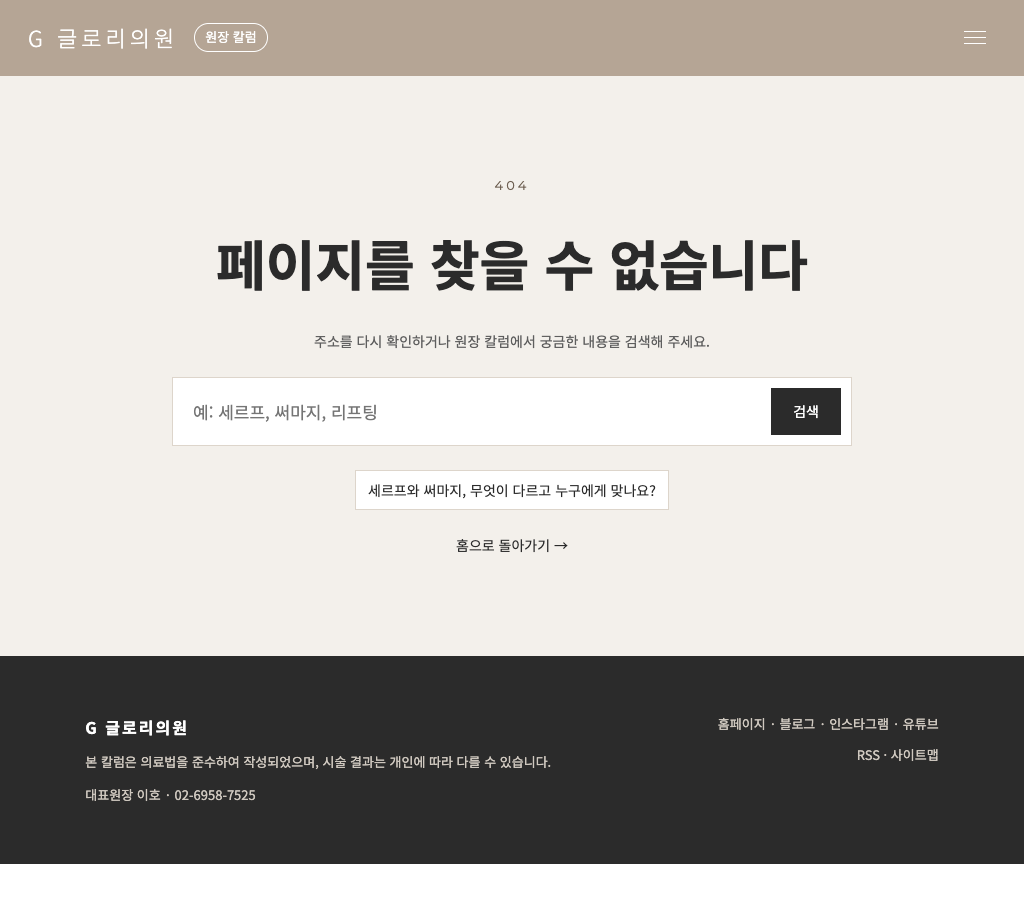 G 글로리의원 원장 칼럼
404
페이지를 찾을 수 없습니다
주소를 다시 확인하거나 원장 칼럼에서 궁금한 내용을 검색해 주세요.
예: 세르프, 써마지, 리프팅 검색
세르프와 써마지, 무엇이 다르고 누구에게 맞나요?
홈으로 돌아가기 →
G 글로리의원
본 칼럼은 의료법을 준수하여 작성되었으며, 시술 결과는 개인에 따라 다를 수 있습니다.
대표원장 이호 · 02-6958-7525
홈페이지 · 블로그 · 인스타그램 · 유튜브
RSS · 사이트맵